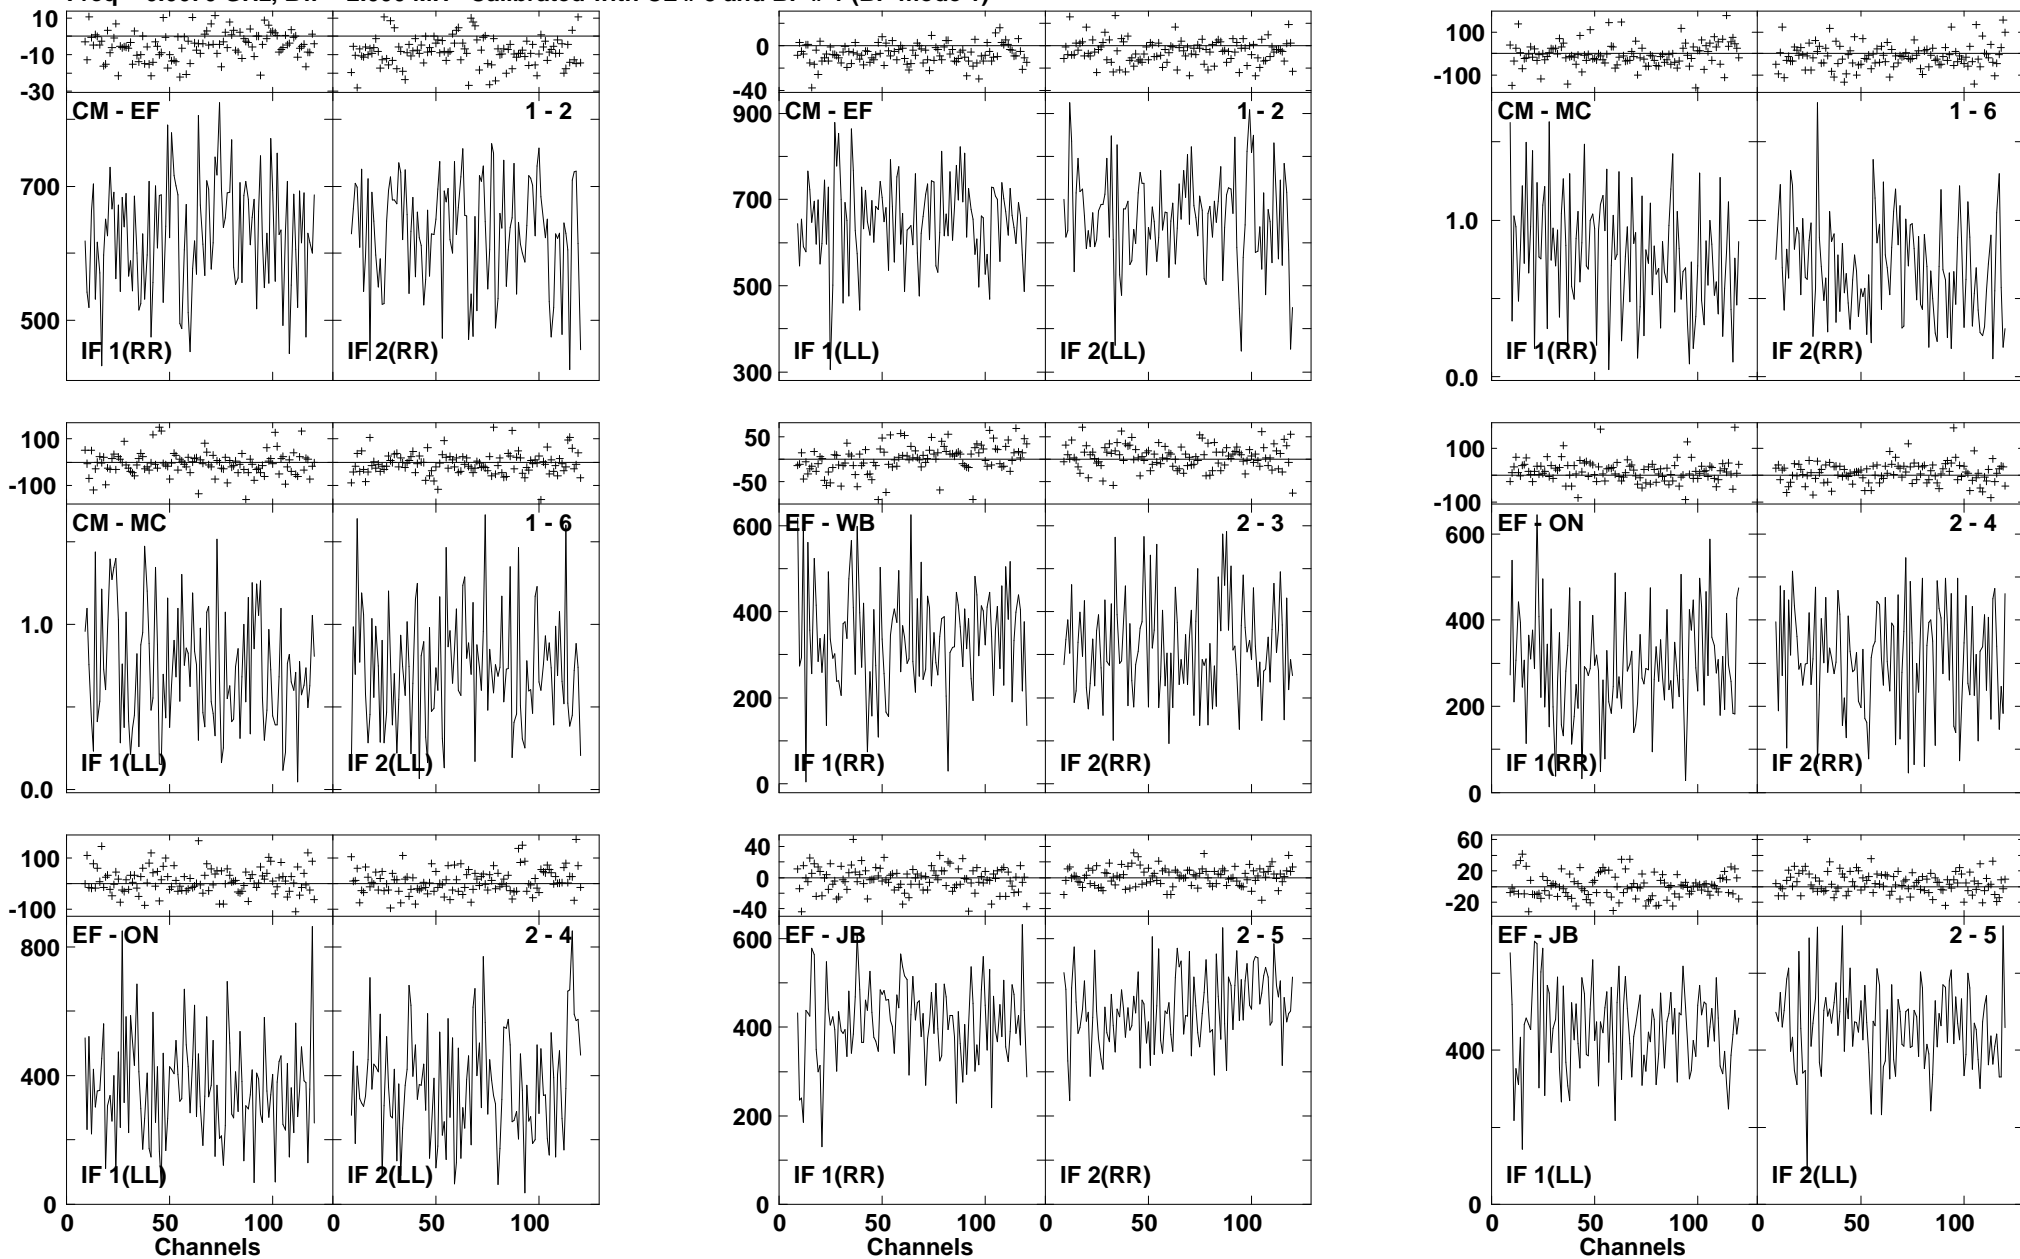 10
-10
-30
CM - EF
1 - 2
700
500
IF 1(RR)
IF 2(RR)
0
-40
CM - EF
1 - 2
900
700
500
300
IF 1(LL)
IF 2(LL)
100
-100
CM - MC
1 - 6
1.0
0.0
IF 1(RR)
IF 2(RR)
100
-100
CM - MC
1 - 6
1.0
0.0
IF 1(LL)
IF 2(LL)
50
-50
EF - WB
2 - 3
600
400
200
0
IF 1(RR)
IF 2(RR)
100
-100
EF - ON
2 - 4
600
400
200
0
IF 1(RR)
IF 2(RR)
100
-100
EF - ON
2 - 4
800
400
0
IF 1(LL)
IF 2(LL)
0 50 100 0 50 100
Channels
40
0
-40
EF - JB
2 - 5
600
400
200
0
IF 1(RR)
IF 2(RR)
0 50 100 0 50 100
Channels
60
20
-20
EF - JB
2 - 5
400
0
IF 1(LL)
IF 2(LL)
0 50 100 0 50 100
Channels